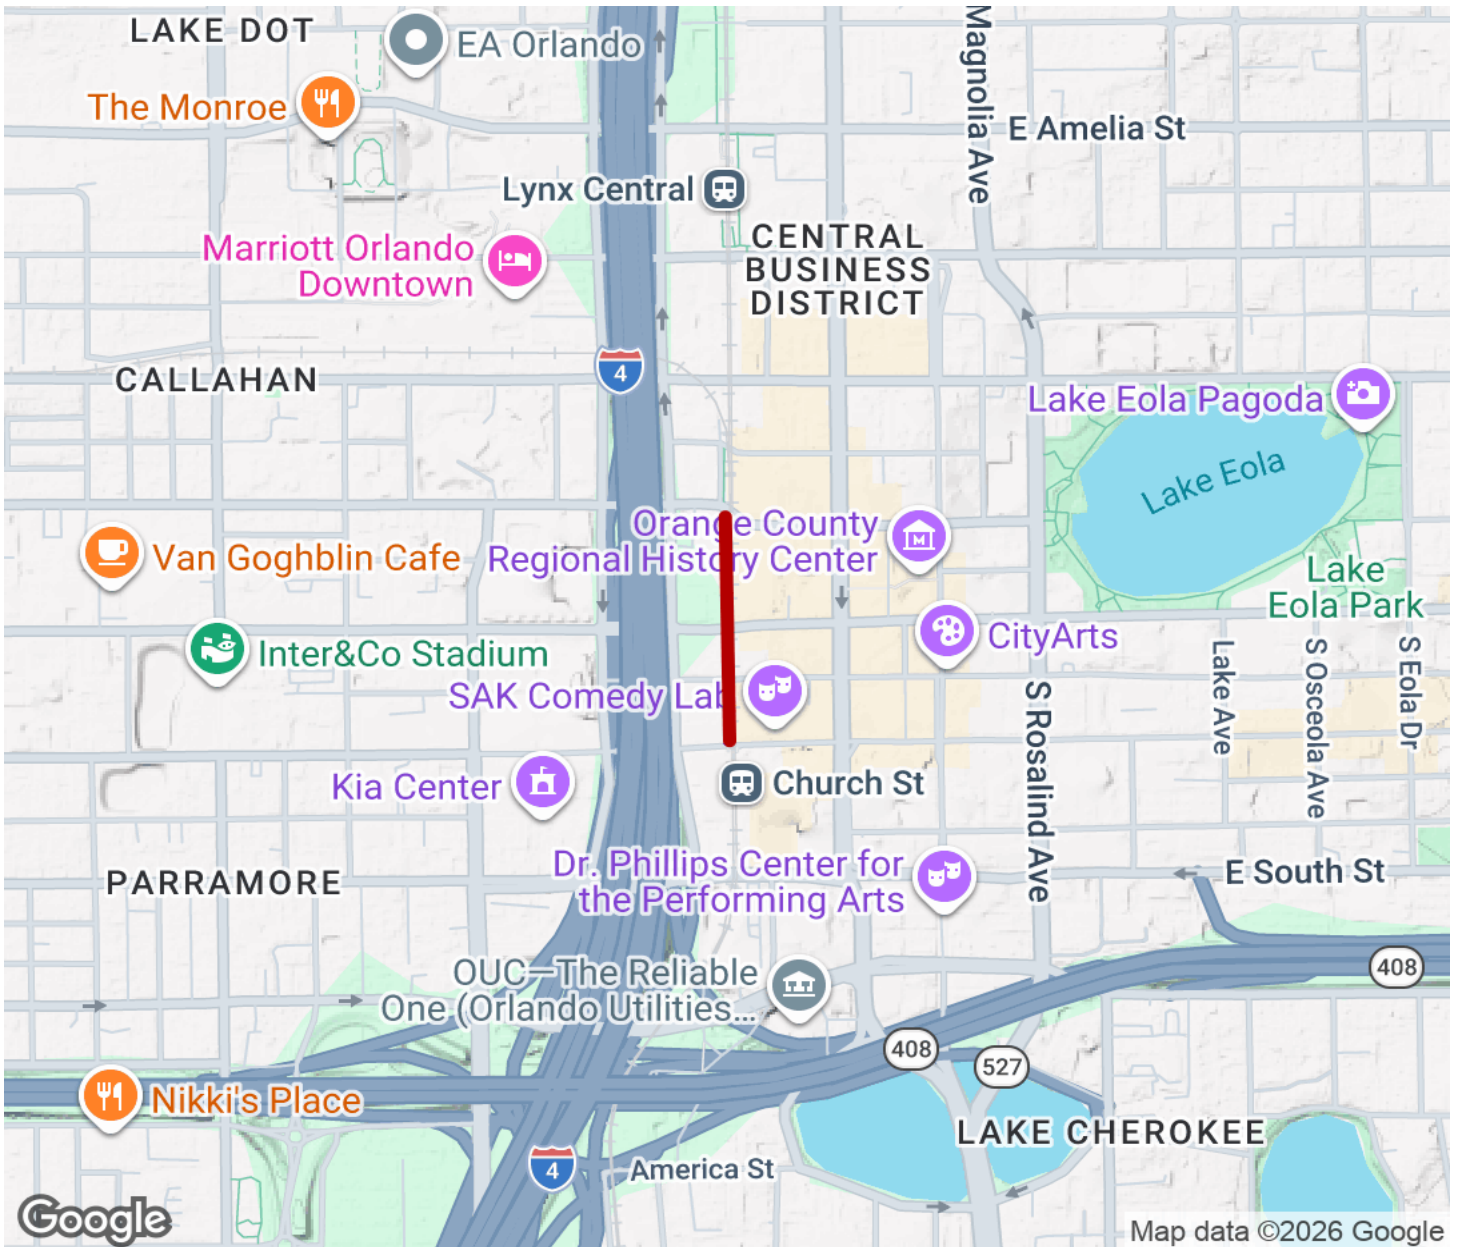 LAKE DOT
EA Orlando
The Monroe
Magnolia Ave
E Amelia St
Lynx Central
CENTRAL
BUSINESS
DISTRICT
Marriott Orlando
Downtown
4
CALLAHAN
Lake Eola Pagoda
Lake Eola
Orange County
Regional History Center
Van Goghblin Cafe
Lake
Eola Park
Inter&Co Stadium
CityArts
SAK Comedy Lab
Lake Ave
S Osceola Ave
S Eola Dr
S Rosalind Ave
Kia Center
Church St
Dr. Phillips Center for
the Performing Arts
E South St
PARRAMORE
OUC—The Reliable
One (Orlando Utilities...
408
408
527
Nikki's Place
LAKE CHEROKEE
4
America St
Google
Map data ©2026 Google